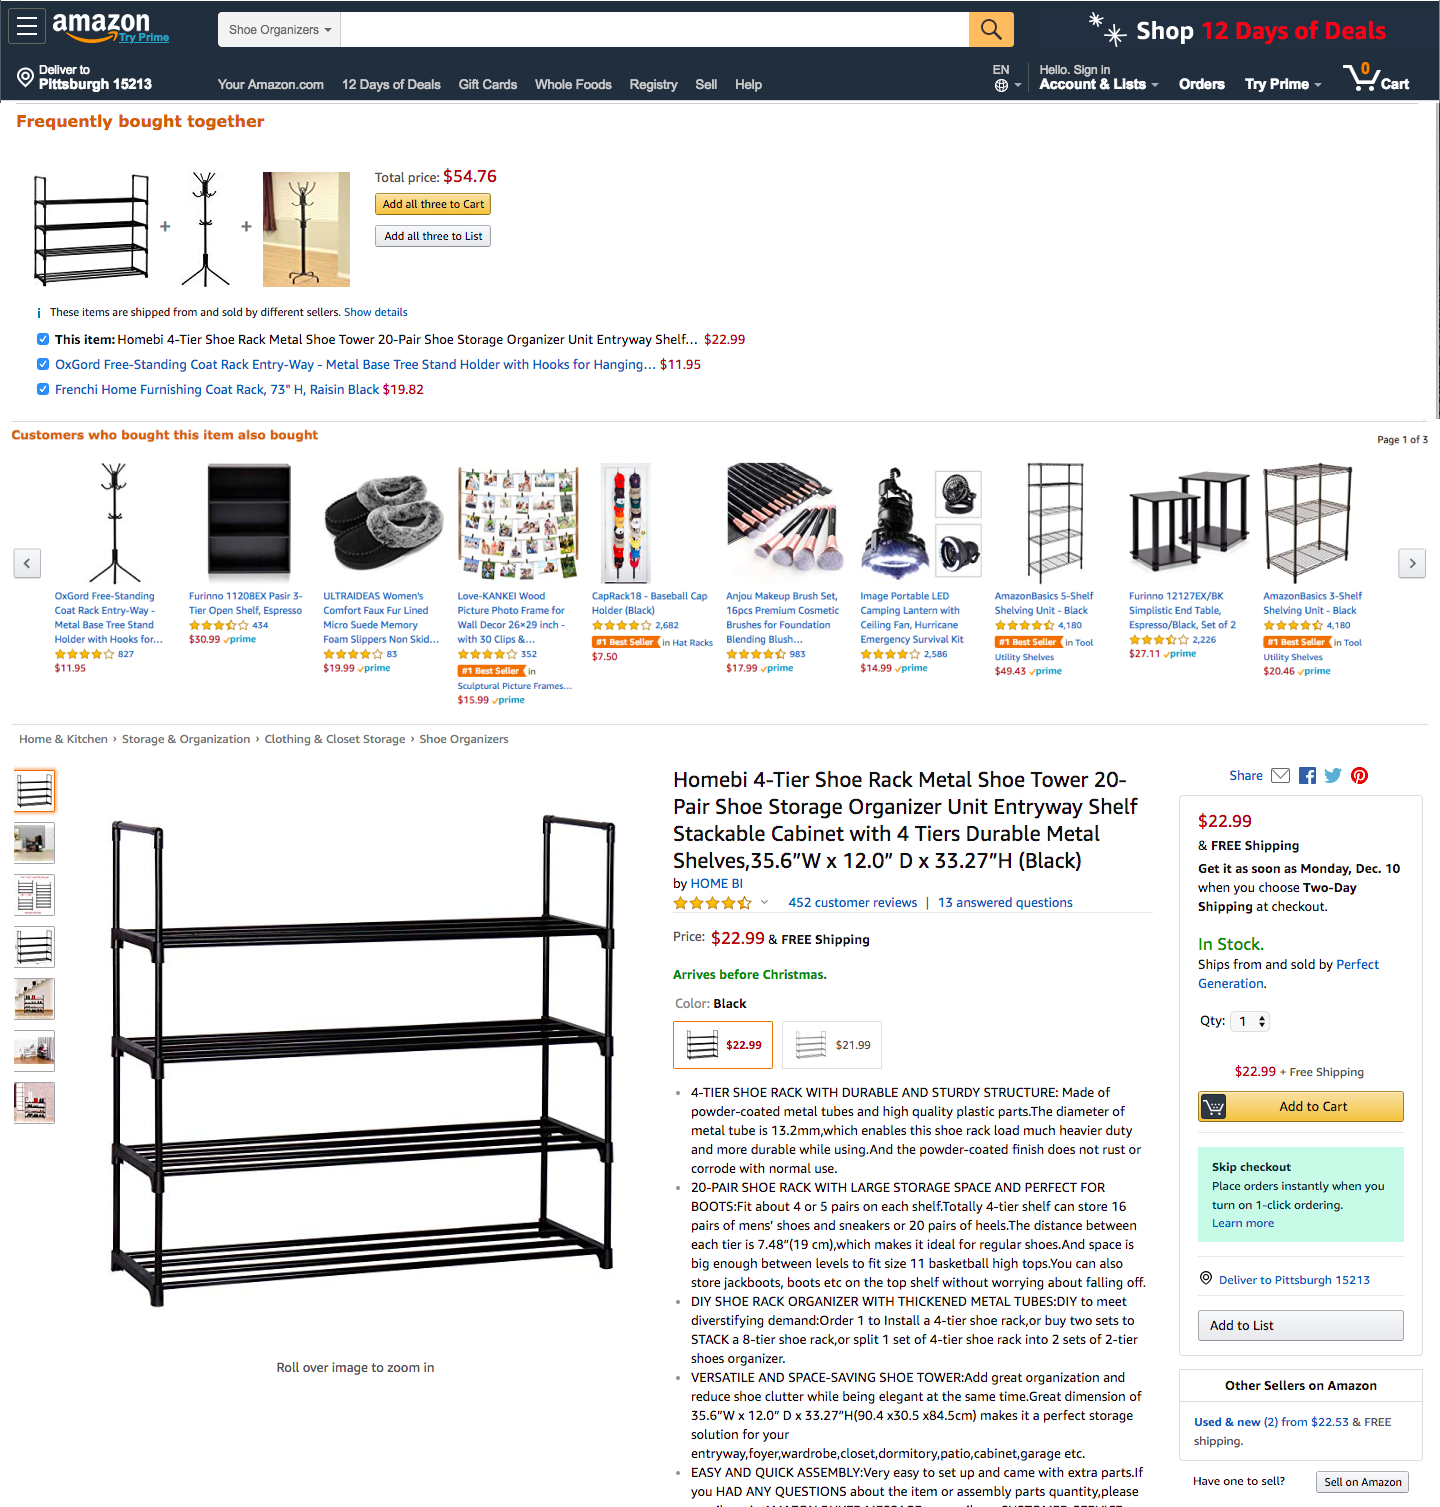 amazon
Try Prime
Shoe Organizers
Shop 12 Days of Deals
Deliver to
Pittsburgh 15213
Your Amazon.com 12 Days of Deals Gift Cards Whole Foods Registry Sell Help
EN
Hello. Sign in
Account & Lists
Orders
Try Prime
0
Cart
Frequently bought together
+ +
Total price: $54.76
Add all three to Cart
Add all three to List
i These items are shipped from and sold by different sellers. Show details
This item: Homebi 4-Tier Shoe Rack Metal Shoe Tower 20-Pair Shoe Storage Organizer Unit Entryway Shelf… $22.99
OxGord Free-Standing Coat Rack Entry-Way - Metal Base Tree Stand Holder with Hooks for Hanging… $11.95
Frenchi Home Furnishing Coat Rack, 73" H, Raisin Black $19.82
Customers who bought this item also bought
Page 1 of 3
OxGord Free-Standing
Coat Rack Entry-Way -
Metal Base Tree Stand
Holder with Hooks for…
827
$11.95
Furinno 11208EX Pasir 3-
Tier Open Shelf, Espresso
434
$30.99 prime
ULTRAIDEAS Women's
Comfort Faux Fur Lined
Micro Suede Memory
Foam Slippers Non Skid…
83
$19.99 prime
Love-KANKEI Wood
Picture Photo Frame for
Wall Decor 26×29 inch -
with 30 Clips &…
352
#1 Best Seller in
Sculptural Picture Frames…
$15.99 prime
CapRack18 - Baseball Cap
Holder (Black)
2,682
#1 Best Seller in Hat Racks
$7.50
Anjou Makeup Brush Set,
16pcs Premium Cosmetic
Brushes for Foundation
Blending Blush…
983
$17.99 prime
Image Portable LED
Camping Lantern with
Ceiling Fan, Hurricane
Emergency Survival Kit
2,586
$14.99 prime
AmazonBasics 5-Shelf
Shelving Unit - Black
4,180
#1 Best Seller in Tool
Utility Shelves
$49.43 prime
Furinno 12127EX/BK
Simplistic End Table,
Espresso/Black, Set of 2
2,226
$27.11 prime
AmazonBasics 3-Shelf
Shelving Unit - Black
4,180
#1 Best Seller in Tool
Utility Shelves
$20.46 prime
Home & Kitchen › Storage & Organization › Clothing & Closet Storage › Shoe Organizers
Roll over image to zoom in
Homebi 4-Tier Shoe Rack Metal Shoe Tower 20-
Pair Shoe Storage Organizer Unit Entryway Shelf
Stackable Cabinet with 4 Tiers Durable Metal
Shelves,35.6”W x 12.0” D x 33.27”H (Black)
by HOME BI
452 customer reviews | 13 answered questions
Price: $22.99 & FREE Shipping
Arrives before Christmas.
Color: Black
$22.99
$21.99
• 4-TIER SHOE RACK WITH DURABLE AND STURDY STRUCTURE: Made of
powder-coated metal tubes and high quality plastic parts.The diameter of
metal tube is 13.2mm,which enables this shoe rack load much heavier duty
and more durable while using.And the powder-coated finish does not rust or
corrode with normal use.
• 20-PAIR SHOE RACK WITH LARGE STORAGE SPACE AND PERFECT FOR
BOOTS:Fit about 4 or 5 pairs on each shelf.Totally 4-tier shelf can store 16
pairs of mens’ shoes and sneakers or 20 pairs of heels.The distance between
each tier is 7.48”(19 cm),which makes it ideal for regular shoes.And space is
big enough between levels to fit size 11 basketball high tops.You can also
store jackboots, boots etc on the top shelf without worrying about falling off.
• DIY SHOE RACK ORGANIZER WITH THICKENED METAL TUBES:DIY to meet
diverstifying demand:Order 1 to Install a 4-tier shoe rack,or buy two sets to
STACK a 8-tier shoe rack,or split 1 set of 4-tier shoe rack into 2 sets of 2-tier
shoes organizer.
• VERSATILE AND SPACE-SAVING SHOE TOWER:Add great organization and
reduce shoe clutter while being elegant at the same time.Great dimension of
35.6”W x 12.0” D x 33.27”H(90.4 x30.5 x84.5cm) makes it a perfect storage
solution for your
entryway,foyer,wardrobe,closet,dormitory,patio,cabinet,garage etc.
• EASY AND QUICK ASSEMBLY:Very easy to set up and came with extra parts.If
you HAD ANY QUESTIONS about the item or assembly parts quantity,please
Share
$22.99
& FREE Shipping
Get it as soon as Monday, Dec. 10
when you choose Two-Day
Shipping at checkout.
In Stock.
Ships from and sold by Perfect
Generation.
Qty: 1
$22.99 + Free Shipping
Add to Cart
Skip checkout
Place orders instantly when you
turn on 1-click ordering.
Learn more
Deliver to Pittsburgh 15213
Add to List
Other Sellers on Amazon
Used & new (2) from $22.53 & FREE
shipping.
Have one to sell?
Sell on Amazon